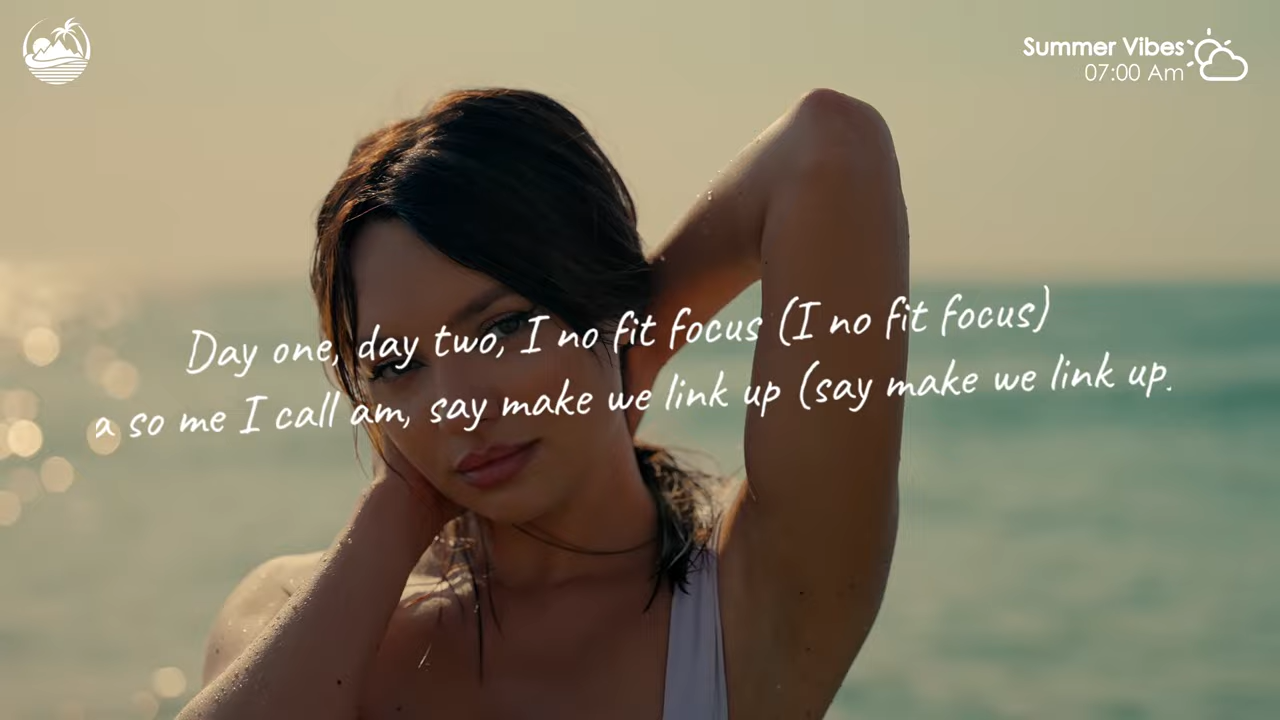 Summer Vibes
07:00 Am
Day one, day two, I no fit focus (I no fit focus)
a so me I call am, say make we link up (say make we link up.